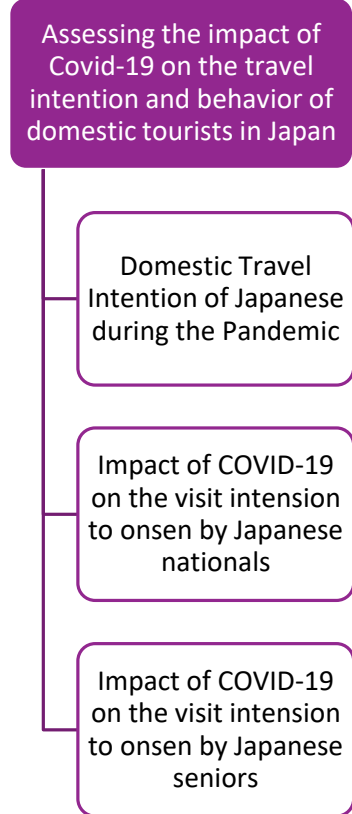 Assessing the impact of
Covid-19 on the travel
intention and behavior of
domestic tourists in Japan
Domestic Travel
Intention of Japanese
during the Pandemic
Impact of COVID-19
on the visit intension
to onsen by Japanese
nationals
Impact of COVID-19
on the visit intension
to onsen by Japanese
seniors